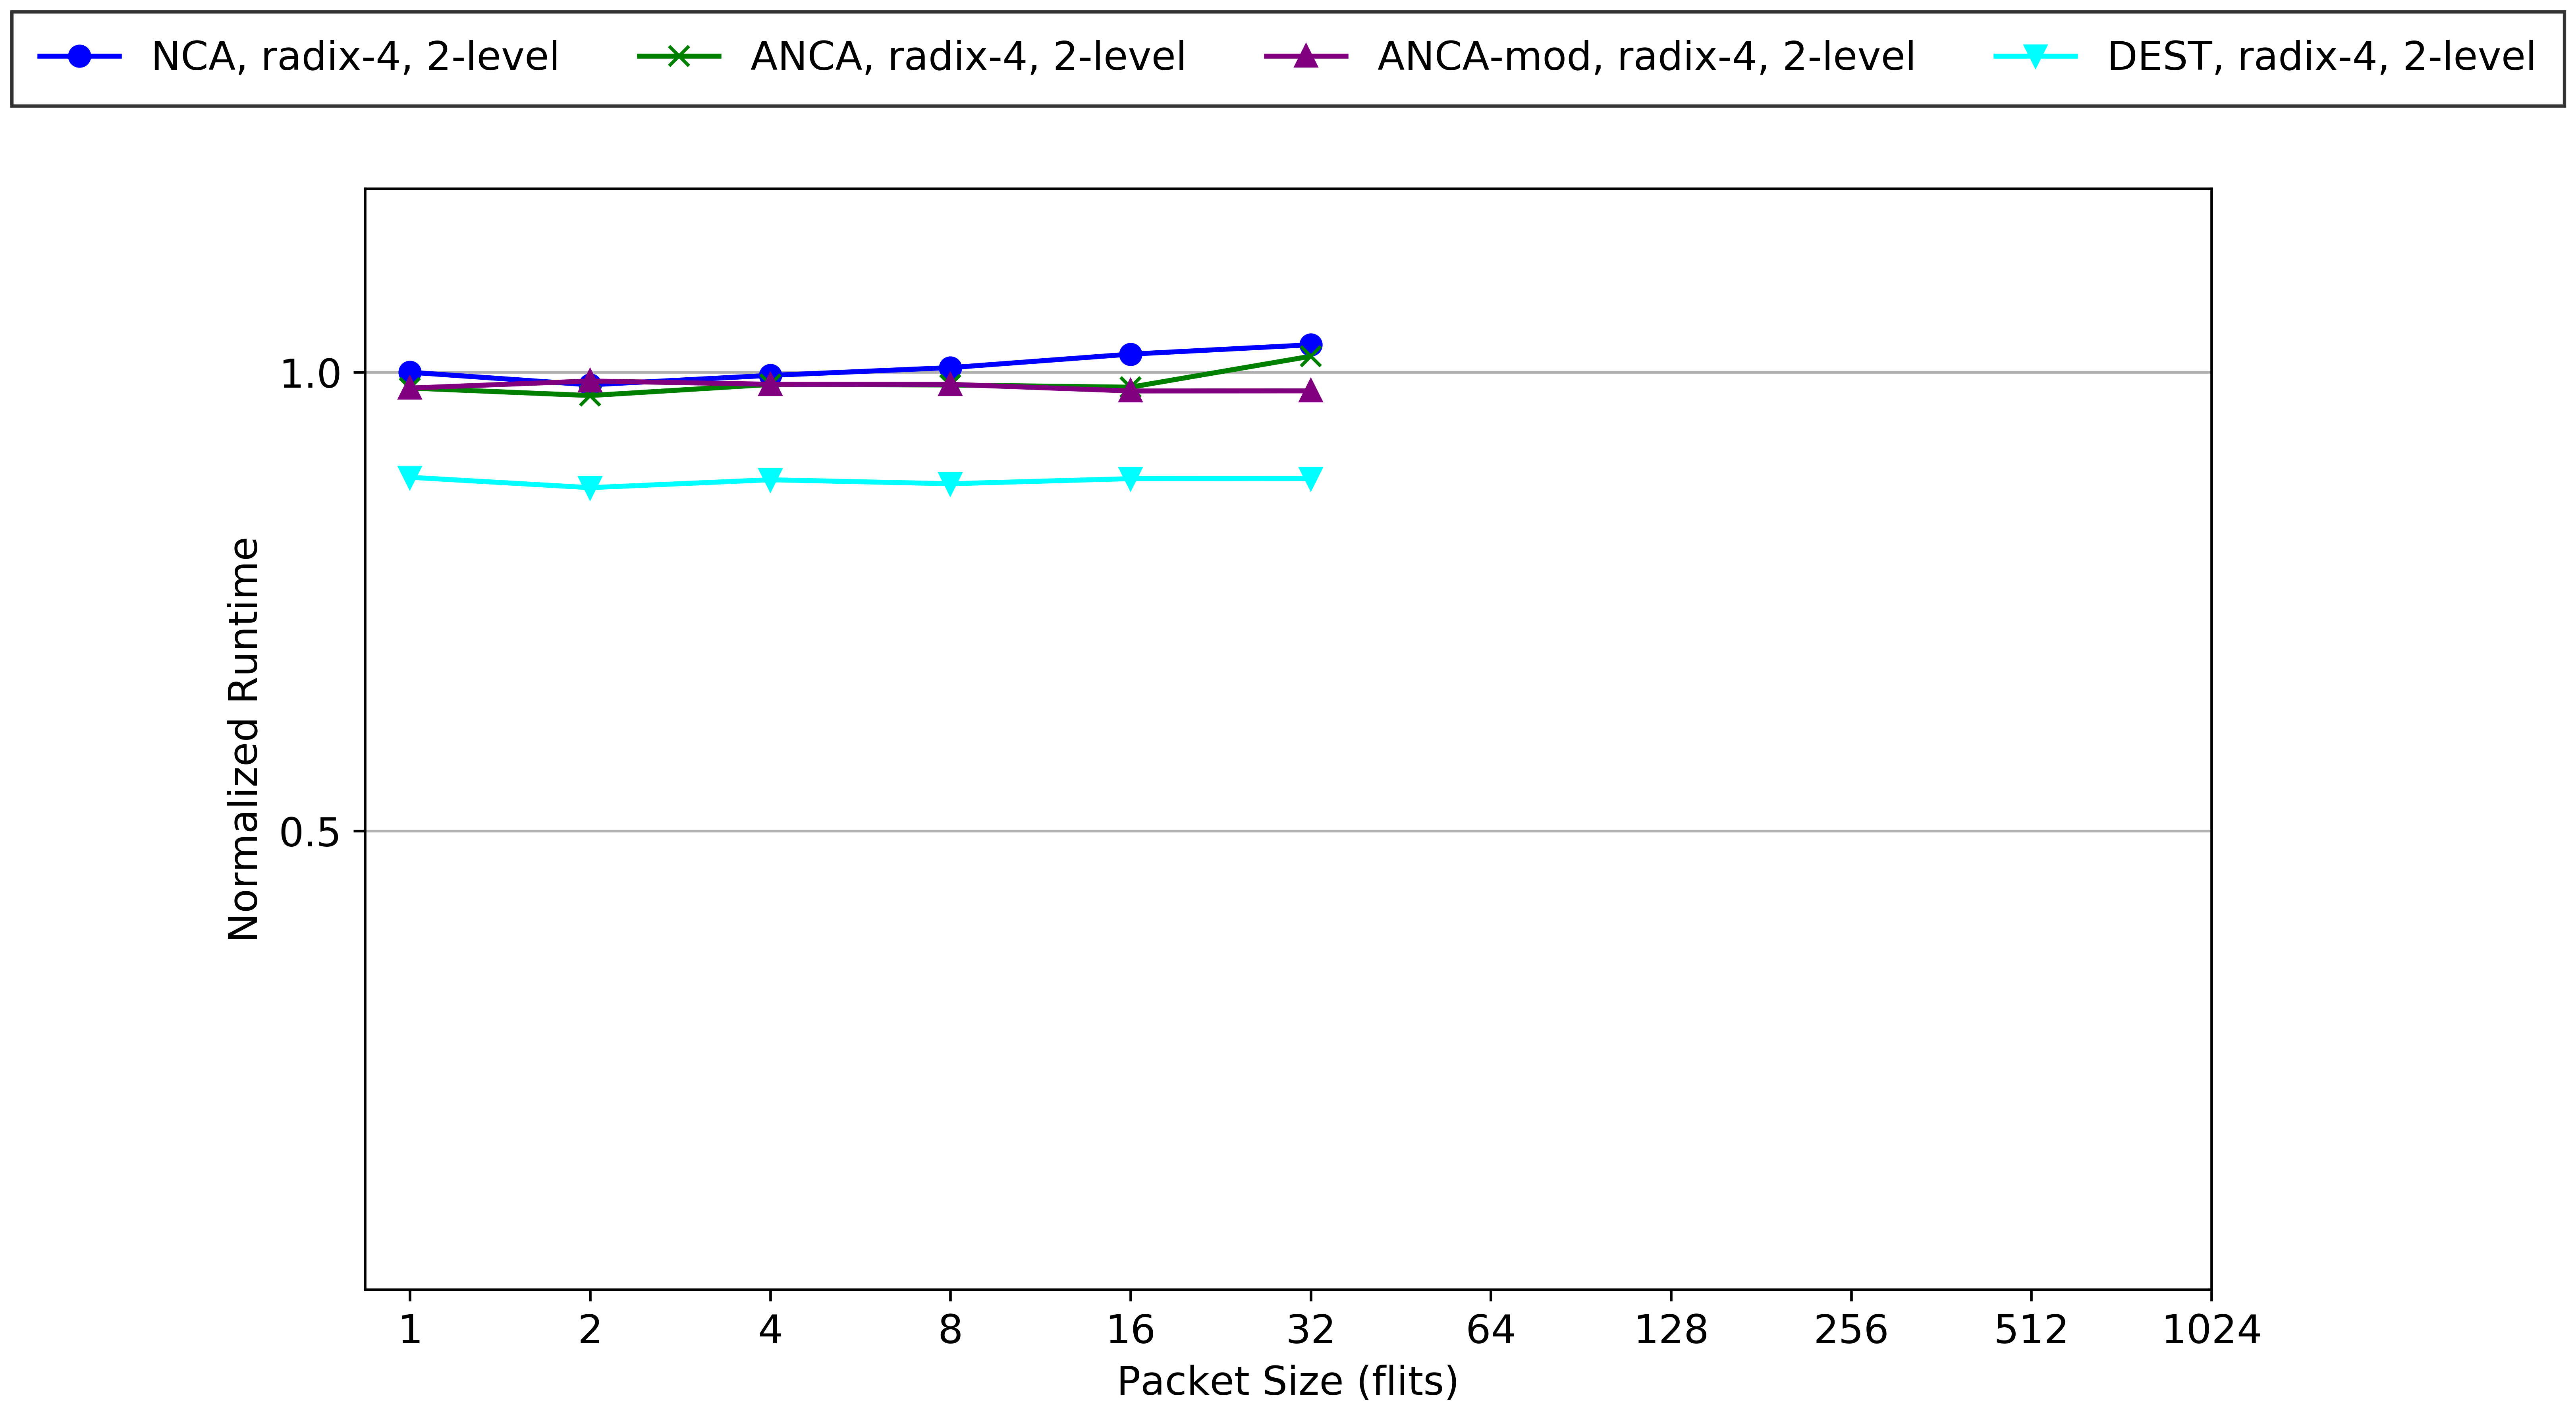 NCA, radix-4, 2-level ANCA, radix-4, 2-level ANCA-mod, radix-4, 2-level DEST, radix-4, 2-level
1.0
0.5
Normalized Runtime
1 2 4 8 16 32 64 128 256 512 1024
Packet Size (flits)